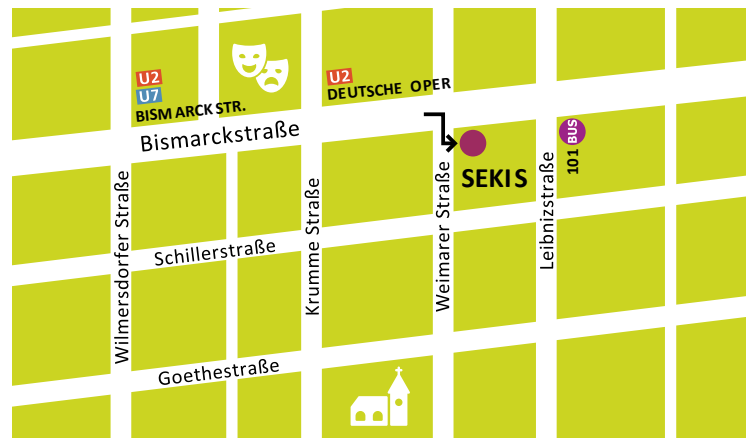 U2
U7
BISMARCKSTR.
U2
DEUTSCHE OPER
Bismarckstraße
SEKIS
101 BUS
Wilmersdorfer Straße
Krumme Straße
Weimarer Straße
Leibnizstraße
Schillerstraße
Goethestraße